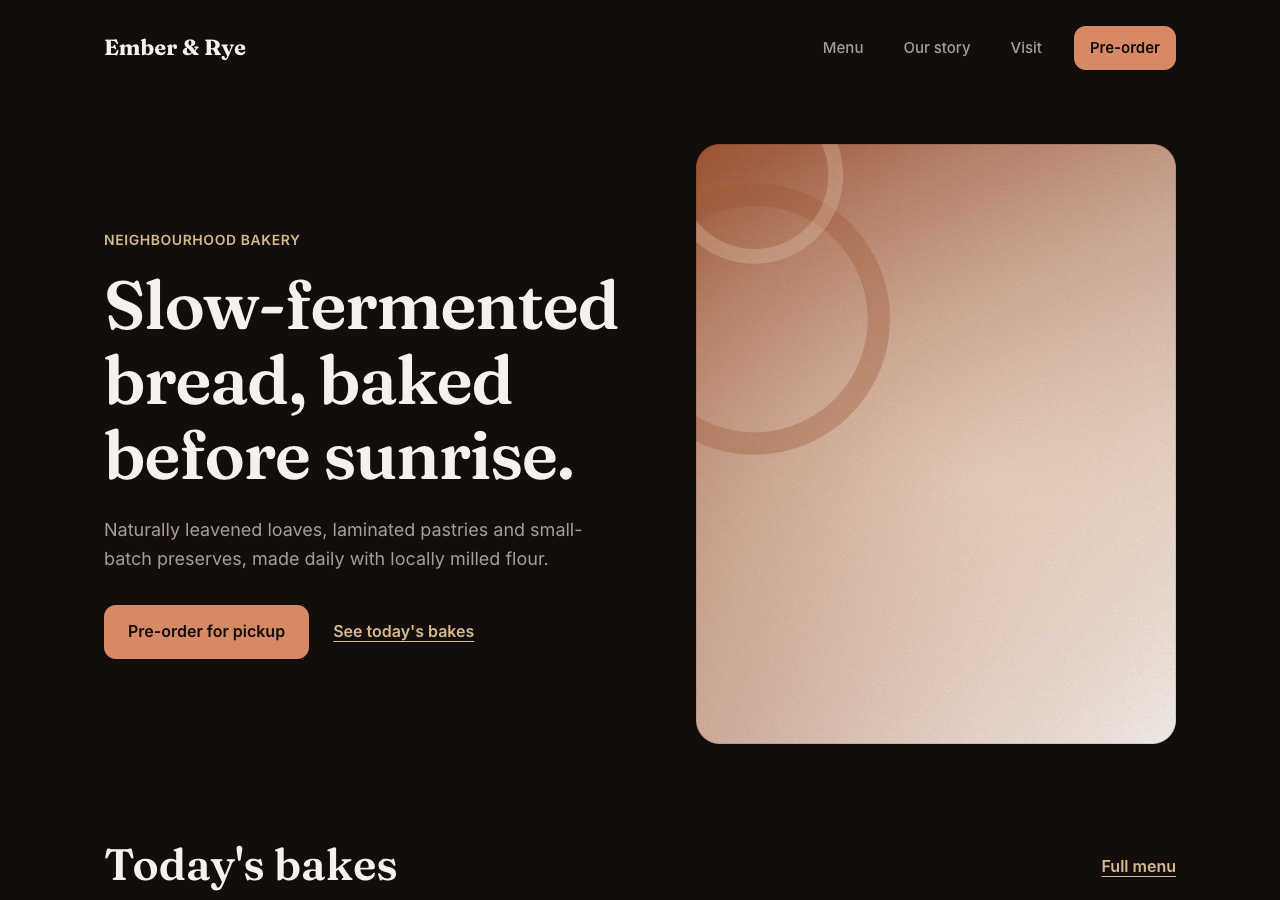 Ember & Rye
Menu
Our story
Visit
Pre-order
NEIGHBOURHOOD BAKERY
Slow-fermented
bread, baked
before sunrise.
Naturally leavened loaves, laminated pastries and small-
batch preserves, made daily with locally milled flour.
Pre-order for pickup
See today's bakes
Today's bakes
Full menu